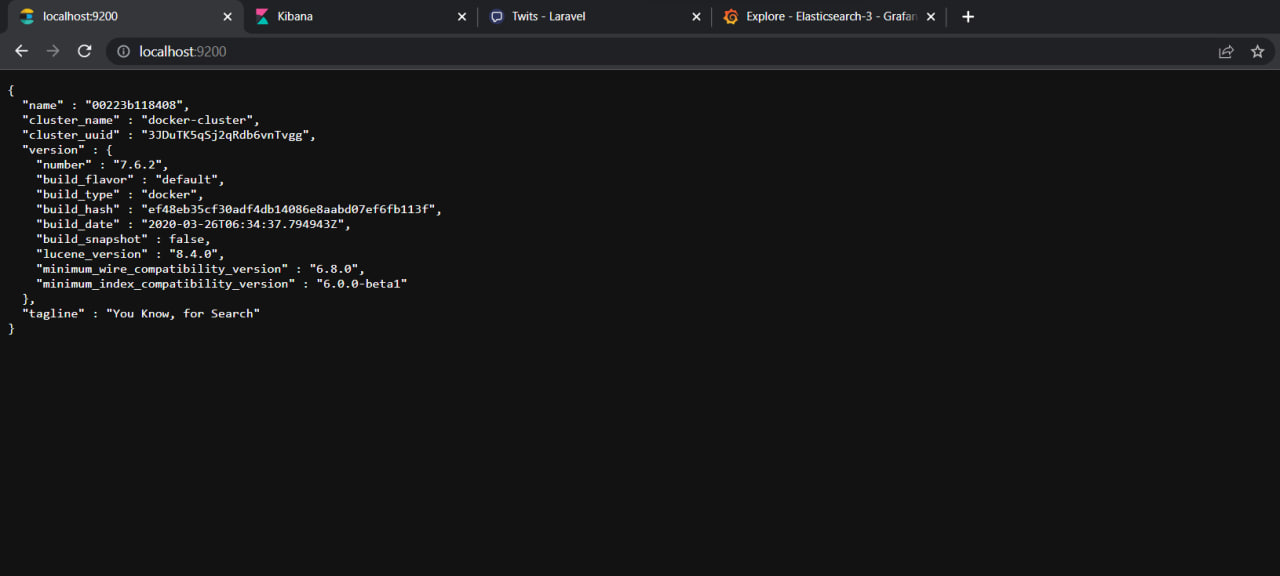 localhost:9200
Kibana
Twits - Laravel
Explore - Elasticsearch-3 - Grafan
localhost:9200
{
"name" : "00223b118408",
"cluster_name" : "docker-cluster",
"cluster_uuid" : "3JDuTK5qSj2qRdb6vnTvgg",
"version" : {
"number" : "7.6.2",
"build_flavor" : "default",
"build_type" : "docker",
"build_hash" : "ef48eb35cf30adf4db14086e8aabd07ef6fb113f",
"build_date" : "2020-03-26T06:34:37.794943Z",
"build_snapshot" : false,
"lucene_version" : "8.4.0",
"minimum_wire_compatibility_version" : "6.8.0",
"minimum_index_compatibility_version" : "6.0.0-beta1"
},
"tagline" : "You Know, for Search"
}